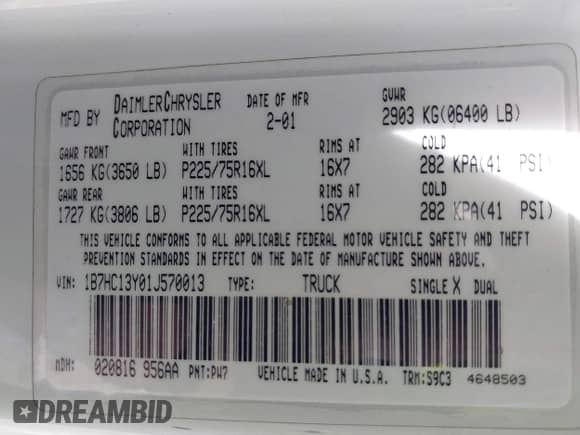 MFD BY DAIMLERCHRYSLER CORPORATION DATE OF MFR 2-01 GVWR 2903 KG(06400 LB)
GAWR FRONT WITH TIRES RIMS AT COLD
1656 KG(3650 LB) P225/75R16XL 16X7 282 KPA(41 PSI)
GAWR REAR WITH TIRES RIMS AT COLD
1727 KG(3806 LB) P225/75R16XL 16X7 282 KPA(41 PSI)
THIS VEHICLE CONFORMS TO ALL APPLICABLE FEDERAL MOTOR VEHICLE SAFETY AND THEFT
PREVENTION STANDARDS IN EFFECT ON THE DATE OF MANUFACTURE SHOWN ABOVE.
VIN: 1B7HC13Y01J570013 TYPE: TRUCK SINGLE X DUAL
MDH: 020816 956AA PNT:PW7 VEHICLE MADE IN U.S.A. TRM:S9C3 4648503
DREAMBID